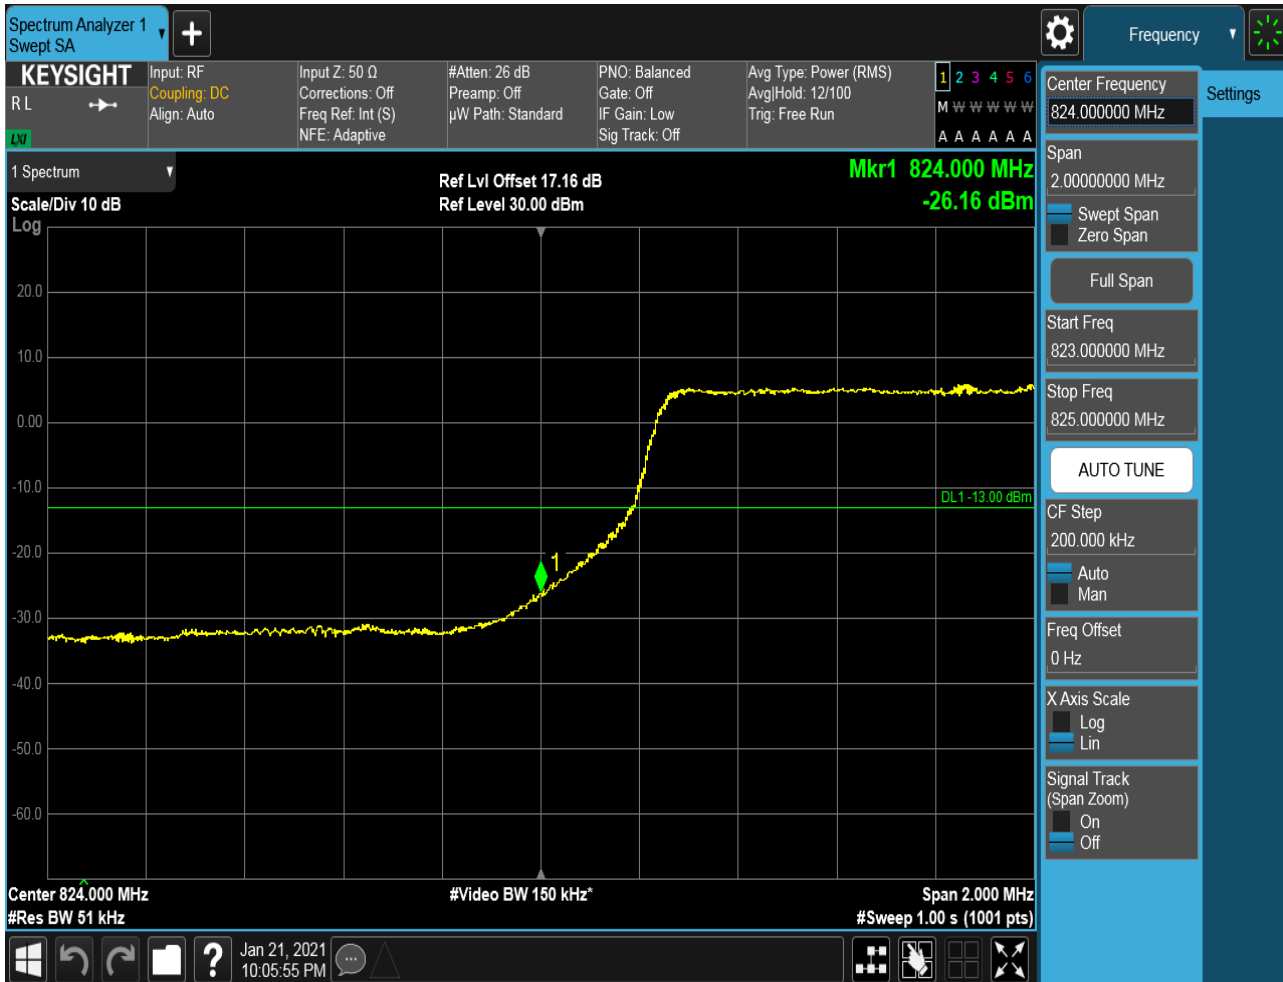 Spectrum Analyzer 1
Swept SA
+
Frequency
KEYSIGHT
R L
LXI
Input: RF
Coupling: DC
Align: Auto
Input Z: 50 Ω
Corrections: Off
Freq Ref: Int (S)
NFE: Adaptive
#Atten: 26 dB
Preamp: Off
µW Path: Standard
PNO: Balanced
Gate: Off
IF Gain: Low
Sig Track: Off
Avg Type: Power (RMS)
Avg|Hold: 12/100
Trig: Free Run
1 2 3 4 5 6
M W W W W W
A A A A A A
1 Spectrum
Scale/Div 10 dB
Log
Ref Lvl Offset 17.16 dB
Ref Level 30.00 dBm
Mkr1 824.000 MHz
-26.16 dBm
20.0
10.0
0.00
-10.0
-20.0
-30.0
-40.0
-50.0
-60.0
DL1 -13.00 dBm
1
Center 824.000 MHz
#Res BW 51 kHz
#Video BW 150 kHz*
Span 2.000 MHz
#Sweep 1.00 s (1001 pts)
?
Jan 21, 2021
10:05:55 PM
Center Frequency
824.000000 MHz
Settings
Span
2.00000000 MHz
Swept Span
Zero Span
Full Span
Start Freq
823.000000 MHz
Stop Freq
825.000000 MHz
AUTO TUNE
CF Step
200.000 kHz
Auto
Man
Freq Offset
0 Hz
X Axis Scale
Log
Lin
Signal Track
(Span Zoom)
On
Off